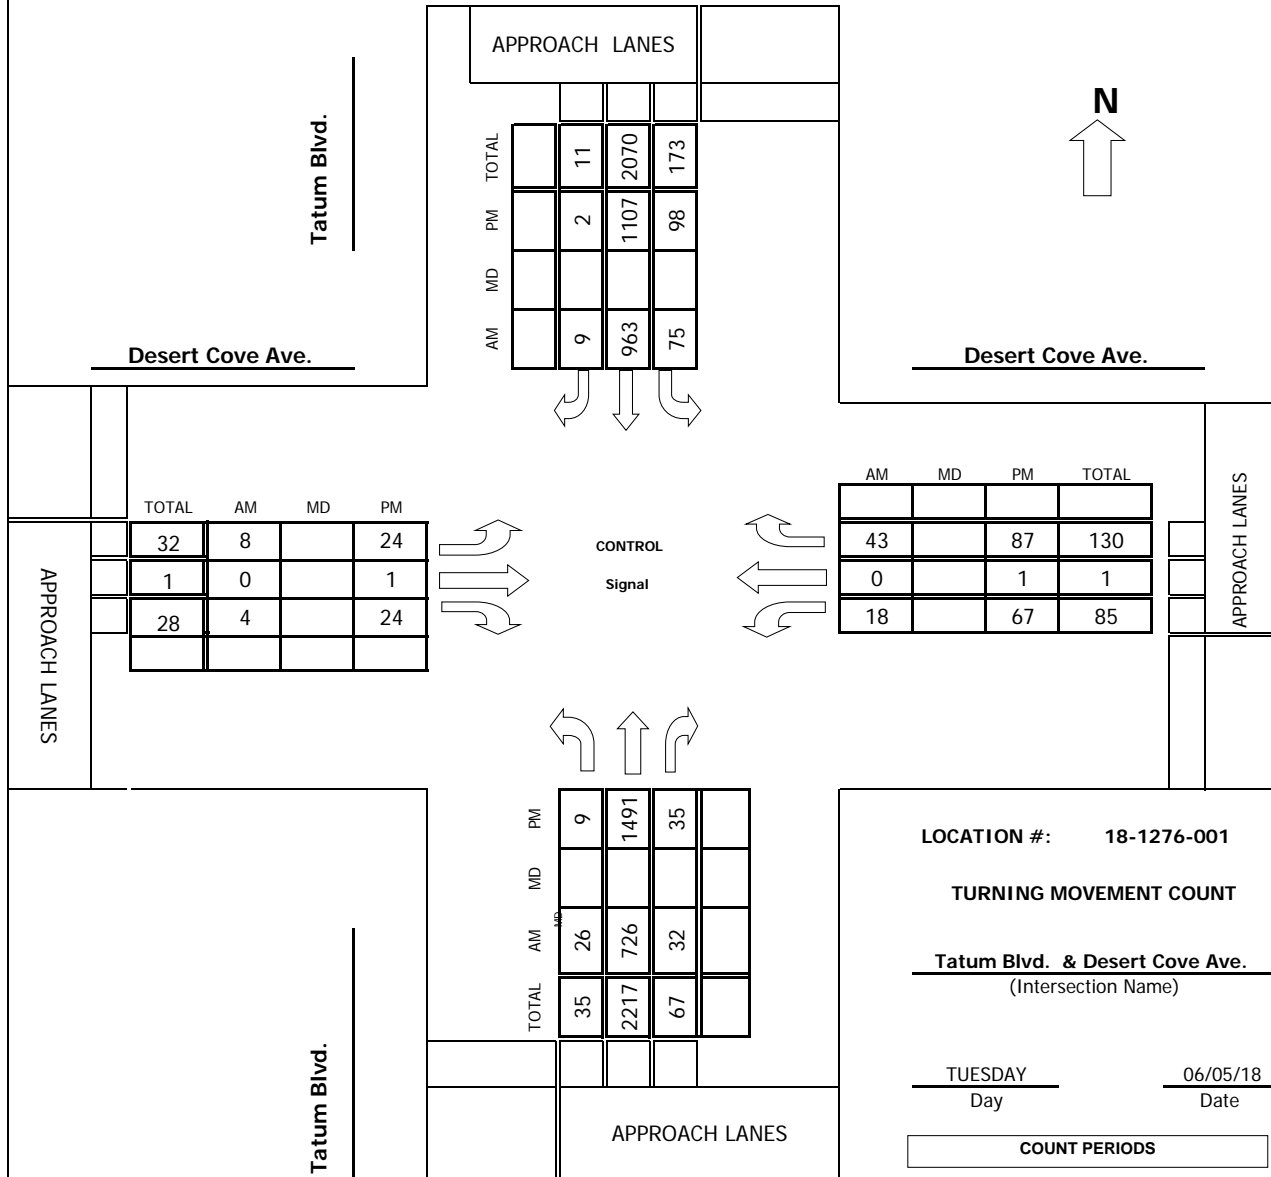 APPROACH LANES
N
Tatum Blvd.
TOTAL 11 2070 173
PM 2 1107 98
MD
AM 9 963 75
Desert Cove Ave.
Desert Cove Ave.
AM MD PM TOTAL
43 87 130
0 1 1
18 67 85
APPROACH LANES
TOTAL AM MD PM
32 8 24
1 0 1
28 4 24
APPROACH LANES
CONTROL
Signal
PM 9 1491 35
MD
MD
AM 26 726 32
TOTAL 35 2217 67
Tatum Blvd.
APPROACH LANES
LOCATION #: 18-1276-001
TURNING MOVEMENT COUNT
Tatum Blvd. & Desert Cove Ave.
(Intersection Name)
TUESDAY 06/05/18
Day Date
COUNT PERIODS